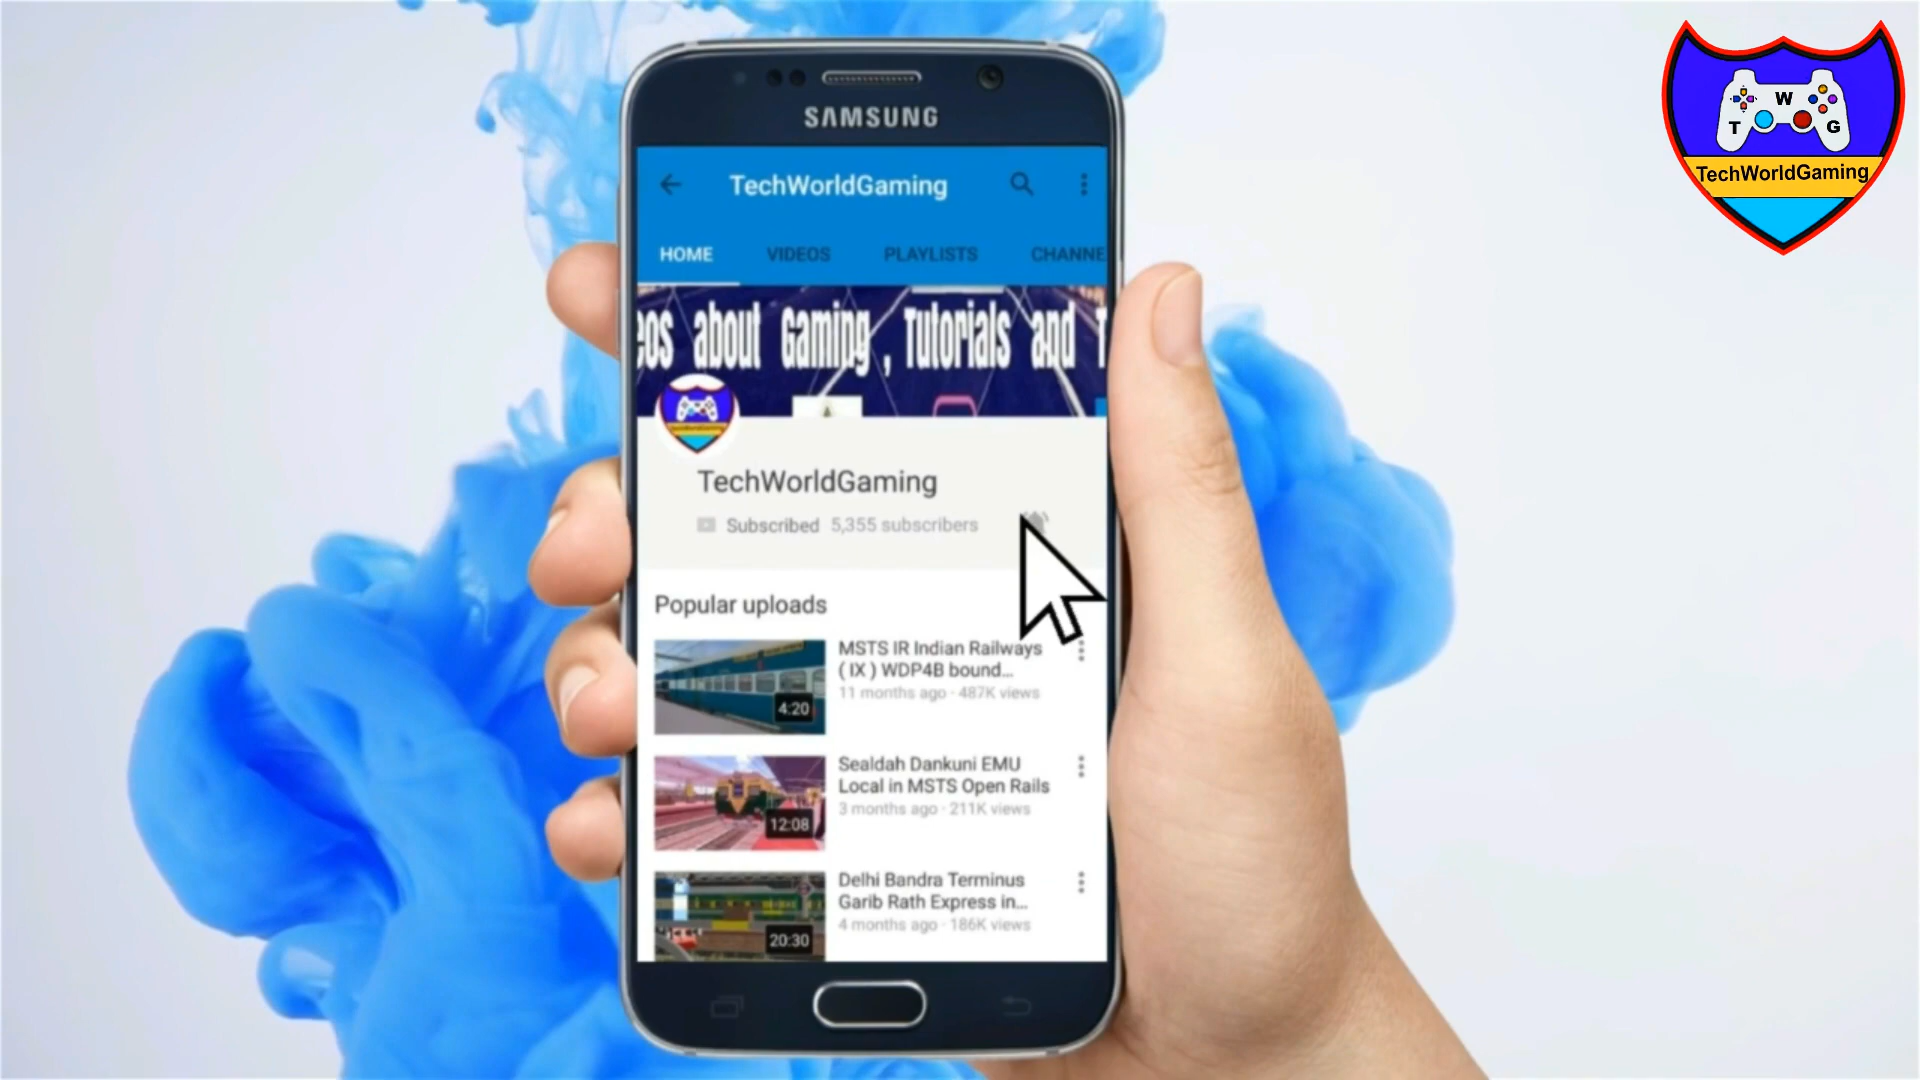 SAMSUNG
TechWorldGaming
HOME VIDEOS PLAYLISTS CHANNE
eos about Gaming , Tutorials and T
TechWorldGaming
Subscribed 5,355 subscribers
Popular uploads
MSTS IR Indian Railways
( IX ) WDP4B bound...
11 months ago · 487K views
4:20
Sealdah Dankuni EMU
Local in MSTS Open Rails
3 months ago · 211K views
12:08
Delhi Bandra Terminus
Garib Rath Express in...
4 months ago · 186K views
20:30
W
T G
TechWorldGaming